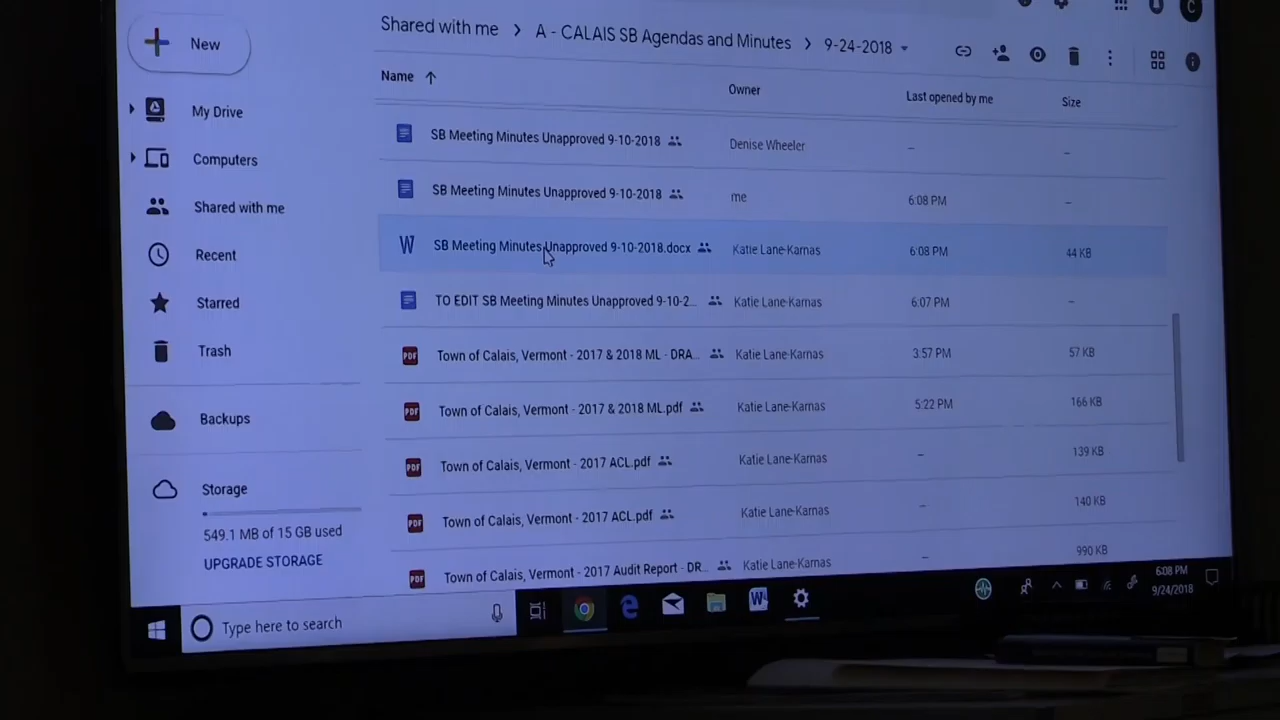 New
Shared with me > A - CALAIS SB Agendas and Minutes > 9-24-2018
C
Name
Owner
Last opened by me
Size
My Drive
Computers
Shared with me
Recent
Starred
Trash
Backups
Storage
549.1 MB of 15 GB used
UPGRADE STORAGE
SB Meeting Minutes Unapproved 9-10-2018 Denise Wheeler – –
SB Meeting Minutes Unapproved 9-10-2018 me 6:08 PM –
W SB Meeting Minutes Unapproved 9-10-2018.docx Katie Lane-Karnas 6:08 PM 44 KB
TO EDIT SB Meeting Minutes Unapproved 9-10-2... Katie Lane-Karnas 6:07 PM –
PDF Town of Calais, Vermont - 2017 & 2018 ML - DRA... Katie Lane-Karnas 3:57 PM 57 KB
PDF Town of Calais, Vermont - 2017 & 2018 ML.pdf Katie Lane-Karnas 5:22 PM 166 KB
PDF Town of Calais, Vermont - 2017 ACL.pdf Katie Lane-Karnas – 139 KB
PDF Town of Calais, Vermont - 2017 ACL.pdf Katie Lane-Karnas – 140 KB
PDF Town of Calais, Vermont - 2017 Audit Report - DR... Katie Lane-Karnas – 990 KB
Type here to search
W
6:08 PM
9/24/2018